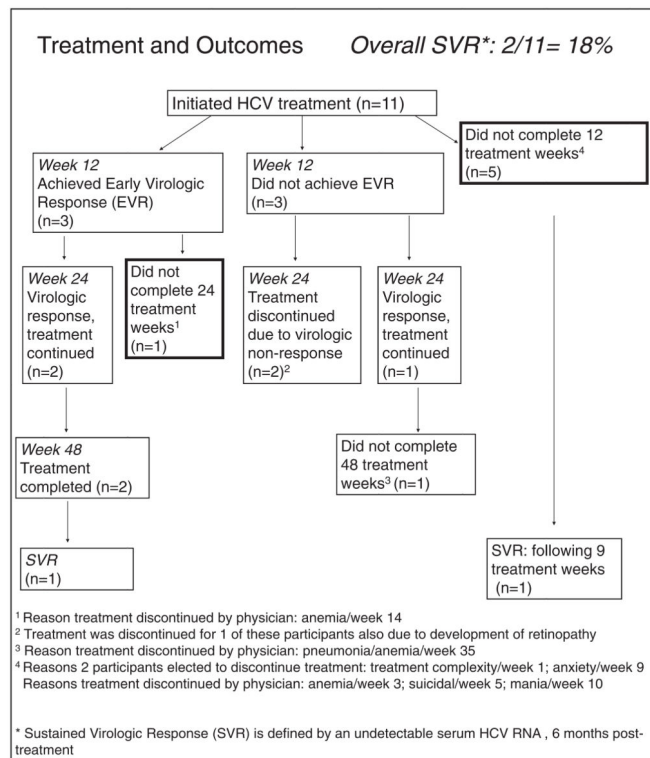 Treatment and Outcomes Overall SVR*: 2/11= 18%
Initiated HCV treatment (n=11)
Did not complete 12
treatment weeks⁴
(n=5)
Week 12
Achieved Early Virologic
Response (EVR)
(n=3)
Week 12
Did not achieve EVR
(n=3)
Week 24
Virologic
response,
treatment
continued
(n=2)
Did not
complete 24
treatment
weeks¹
(n=1)
Week 24
Treatment
discontinued
due to virologic
non-response
(n=2)²
Week 24
Virologic
response,
treatment
continued
(n=1)
Week 48
Treatment
completed (n=2)
Did not complete
48 treatment
weeks³ (n=1)
SVR
(n=1)
SVR: following 9
treatment weeks
(n=1)
¹ Reason treatment discontinued by physician: anemia/week 14
² Treatment was discontinued for 1 of these participants also due to development of retinopathy
³ Reason treatment discontinued by physician: pneumonia/anemia/week 35
⁴ Reasons 2 participants elected to discontinue treatment: treatment complexity/week 1; anxiety/week 9
Reasons treatment discontinued by physician: anemia/week 3; suicidal/week 5; mania/week 10
* Sustained Virologic Response (SVR) is defined by an undetectable serum HCV RNA , 6 months post-
treatment